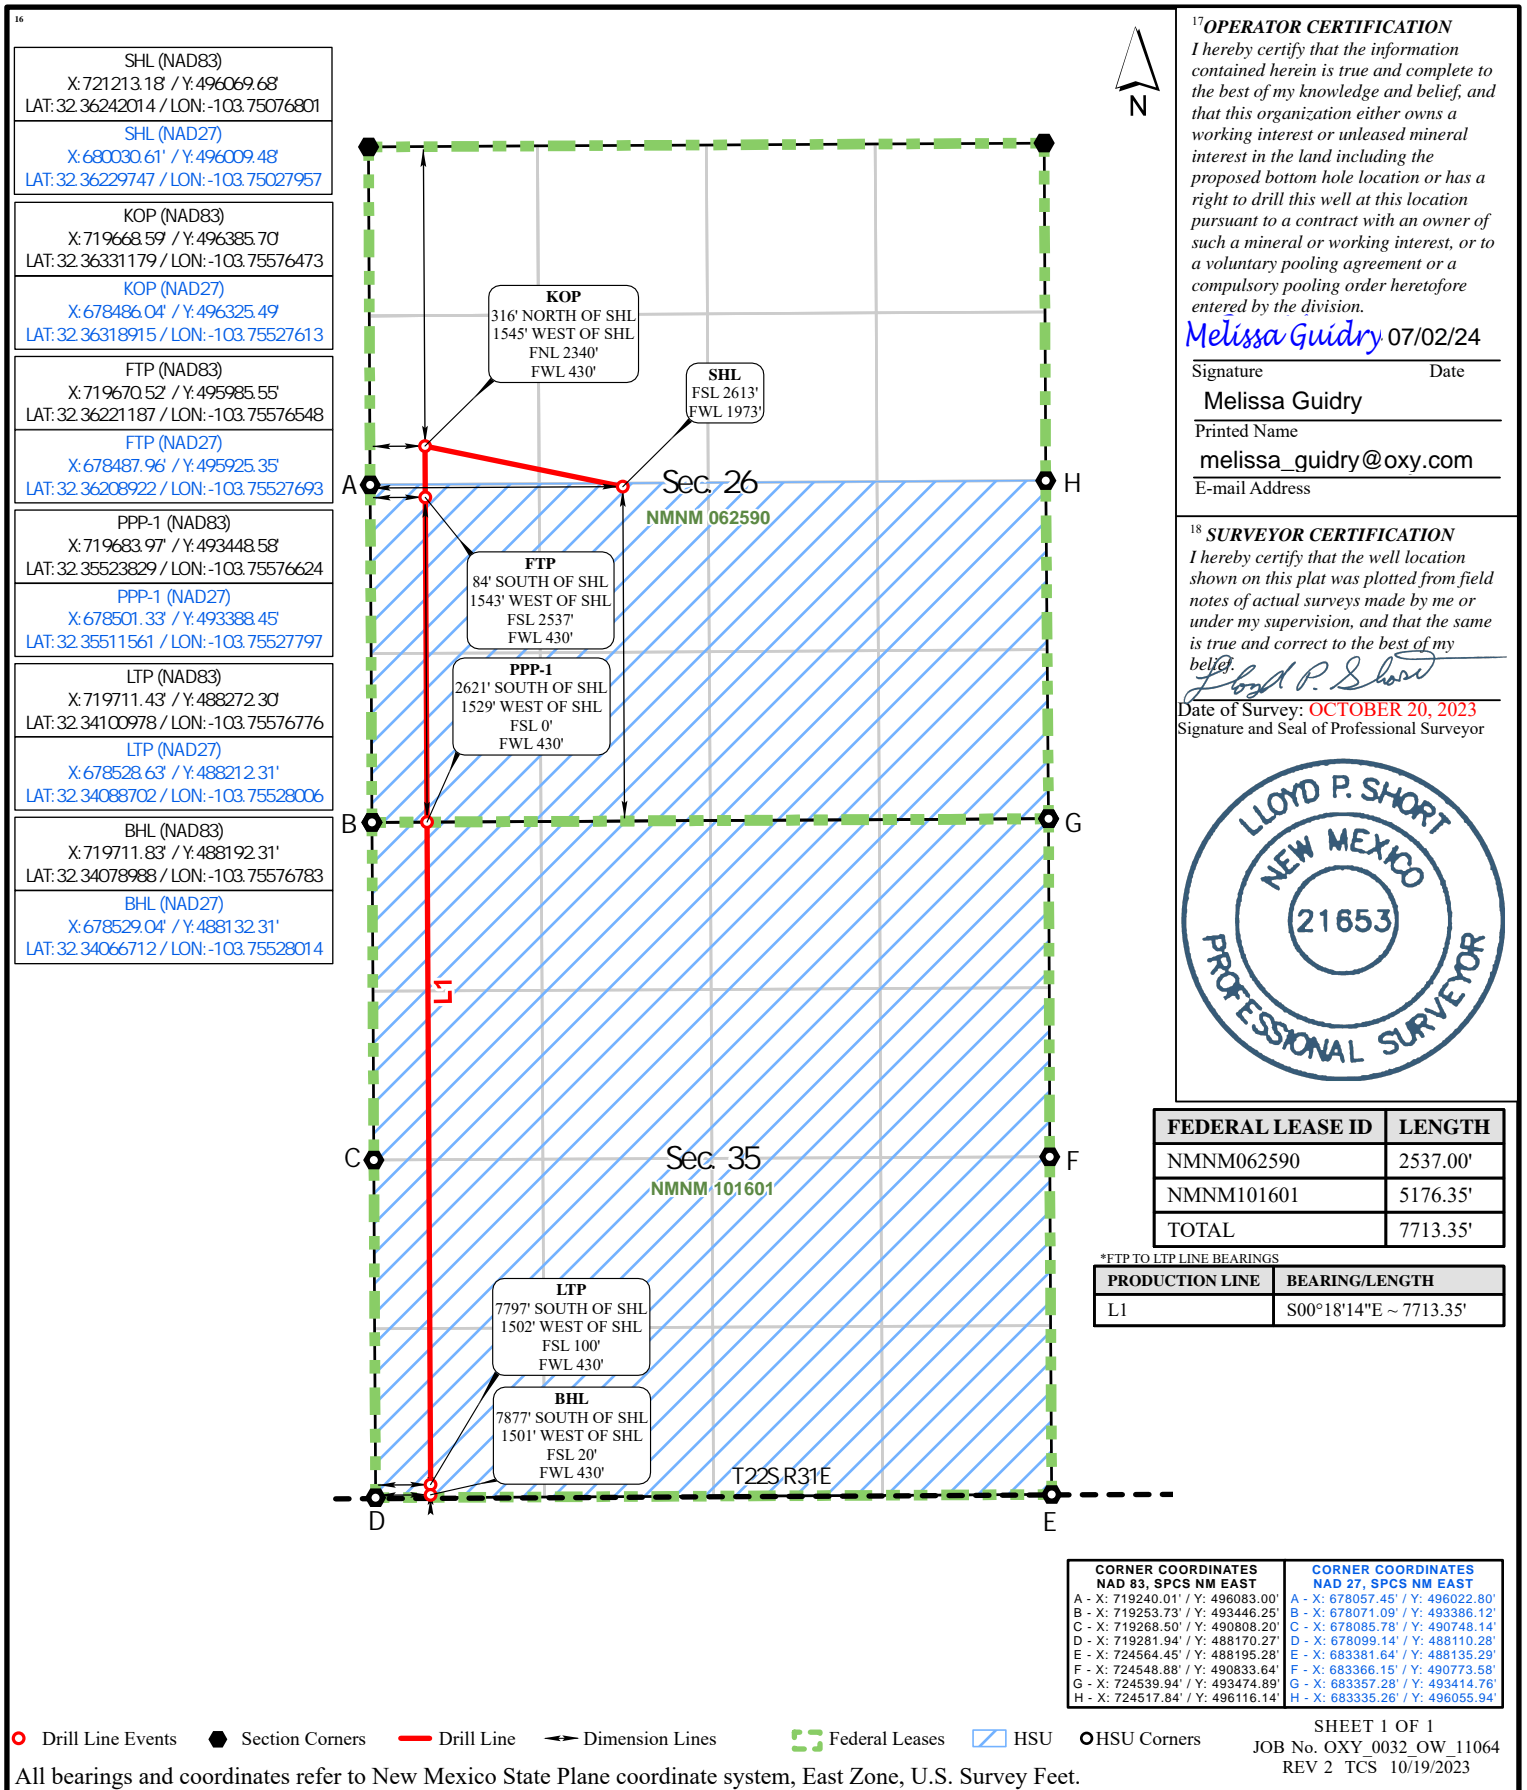 16
SHL (NAD83)
X: 721213.18' / Y: 496069.68'
LAT: 32.36242014 / LON: -103.75076801
SHL (NAD27)
X: 680030.61' / Y: 496009.48'
LAT: 32.36229747 / LON: -103.75027957
KOP (NAD83)
X: 719668.59' / Y: 496385.70'
LAT: 32.36331179 / LON: -103.75576473
KOP (NAD27)
X: 678486.04' / Y: 496325.49'
LAT: 32.36318915 / LON: -103.75527613
FTP (NAD83)
X: 719670.52' / Y: 495985.55'
LAT: 32.36221187 / LON: -103.75576548
FTP (NAD27)
X: 678487.96' / Y: 495925.35'
LAT: 32.36208922 / LON: -103.75527693
PPP-1 (NAD83)
X: 719683.97' / Y: 493448.58'
LAT: 32.35523829 / LON: -103.75576624
PPP-1 (NAD27)
X: 678501.33' / Y: 493388.45'
LAT: 32.35511561 / LON: -103.75527797
LTP (NAD83)
X: 719711.43' / Y: 488272.30'
LAT: 32.34100978 / LON: -103.75576776
LTP (NAD27)
X: 678528.63' / Y: 488212.31'
LAT: 32.34088702 / LON: -103.75528006
BHL (NAD83)
X: 719711.83' / Y: 488192.31'
LAT: 32.34078988 / LON: -103.75576783
BHL (NAD27)
X: 678529.04' / Y: 488132.31'
LAT: 32.34066712 / LON: -103.75528014
N
KOP
316' NORTH OF SHL
1545' WEST OF SHL
FNL 2340'
FWL 430'
SHL
FSL 2613'
FWL 1973'
A
Sec. 26
H
NMNM 062590
FTP
84' SOUTH OF SHL
1543' WEST OF SHL
FSL 2537'
FWL 430'
PPP-1
2621' SOUTH OF SHL
1529' WEST OF SHL
FSL 0'
FWL 430'
B
G
L1
C
Sec. 35
F
NMNM 101601
LTP
7797' SOUTH OF SHL
1502' WEST OF SHL
FSL 100'
FWL 430'
BHL
7877' SOUTH OF SHL
1501' WEST OF SHL
FSL 20'
FWL 430'
T22S R31E
D
E
17 OPERATOR CERTIFICATION
I hereby certify that the information
contained herein is true and complete to
the best of my knowledge and belief, and
that this organization either owns a
working interest or unleased mineral
interest in the land including the
proposed bottom hole location or has a
right to drill this well at this location
pursuant to a contract with an owner of
such a mineral or working interest, or to
a voluntary pooling agreement or a
compulsory pooling order heretofore
entered by the division.
Melissa Guidry 07/02/24
Signature Date
Melissa Guidry
Printed Name
melissa_guidry@oxy.com
E-mail Address
18 SURVEYOR CERTIFICATION
I hereby certify that the well location
shown on this plat was plotted from field
notes of actual surveys made by me or
under my supervision, and that the same
is true and correct to the best of my
belief.
Lloyd P. Short
Date of Survey: OCTOBER 20, 2023
Signature and Seal of Professional Surveyor
LLOYD P. SHORT
NEW MEXICO
21653
PROFESSIONAL SURVEYOR
FEDERAL LEASE ID LENGTH
NMNM062590 2537.00'
NMNM101601 5176.35'
TOTAL 7713.35'
*FTP TO LTP LINE BEARINGS
PRODUCTION LINE BEARING/LENGTH
L1 S00°18'14"E ~ 7713.35'
CORNER COORDINATES
NAD 83, SPCS NM EAST
A - X: 719240.01' / Y: 496083.00'
B - X: 719253.73' / Y: 493446.25'
C - X: 719268.50' / Y: 490808.20'
D - X: 719281.94' / Y: 488170.27'
E - X: 724564.45' / Y: 488195.28'
F - X: 724548.88' / Y: 490833.64'
G - X: 724539.94' / Y: 493474.89'
H - X: 724517.84' / Y: 496116.14'
CORNER COORDINATES
NAD 27, SPCS NM EAST
A - X: 678057.45' / Y: 496022.80'
B - X: 678071.09' / Y: 493386.12'
C - X: 678085.78' / Y: 490748.14'
D - X: 678099.14' / Y: 488110.28'
E - X: 683381.64' / Y: 488135.29'
F - X: 683366.15' / Y: 490773.58'
G - X: 683357.28' / Y: 493414.76'
H - X: 683335.26' / Y: 496055.94'
Drill Line Events Section Corners Drill Line Dimension Lines Federal Leases HSU HSU Corners
SHEET 1 OF 1
JOB No. OXY_0032_OW_11064
REV 2 TCS 10/19/2023
All bearings and coordinates refer to New Mexico State Plane coordinate system, East Zone, U.S. Survey Feet.